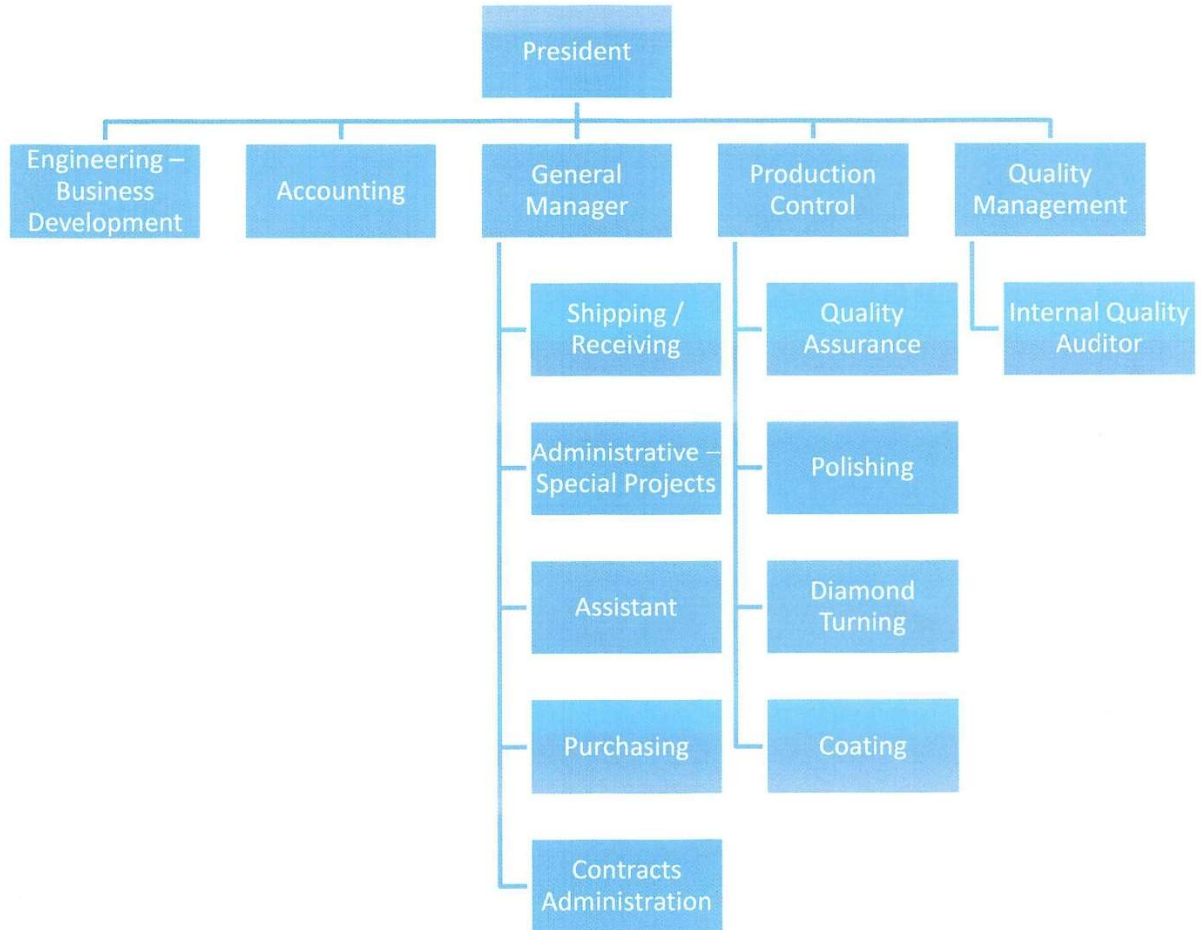 President
Engineering –
Business
Development
Accounting
General
Manager
Production
Control
Quality
Management
Shipping /
Receiving
Quality
Assurance
Internal Quality
Auditor
Administrative –
Special Projects
Polishing
Assistant
Diamond
Turning
Purchasing
Coating
Contracts
Administration